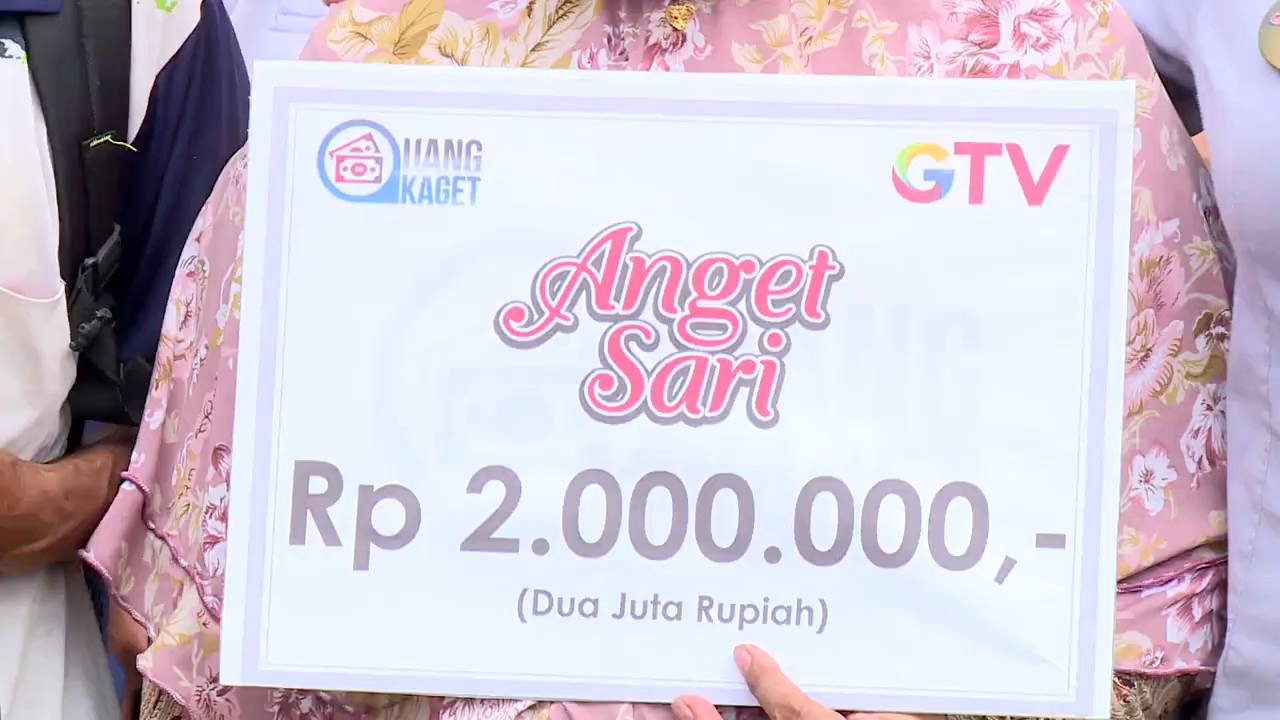 UANG
KAGET
GTV
Anget
Sari
Rp 2.000.000,-
(Dua Juta Rupiah)